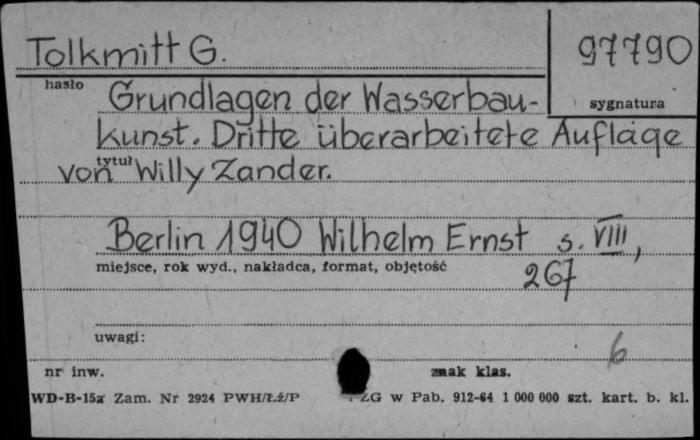 Tolkmitt G. 97790
hasło
sygnatura
Grundlagen der Wasserbau-
kunst. Dritte überarbeitete Auflage
tytuł
von Willy Zander.
Berlin 1940 Wilhelm Ernst s. VIII,
miejsce, rok wyd., nakładca, format, objętość
267
uwagi:
6
nr inw. znak klas.
WD-B-15a Zam. Nr 2924 PWH/Ł.ź/P ZG w Pab. 912-64 1 000 000 szt. kart. b. kl.